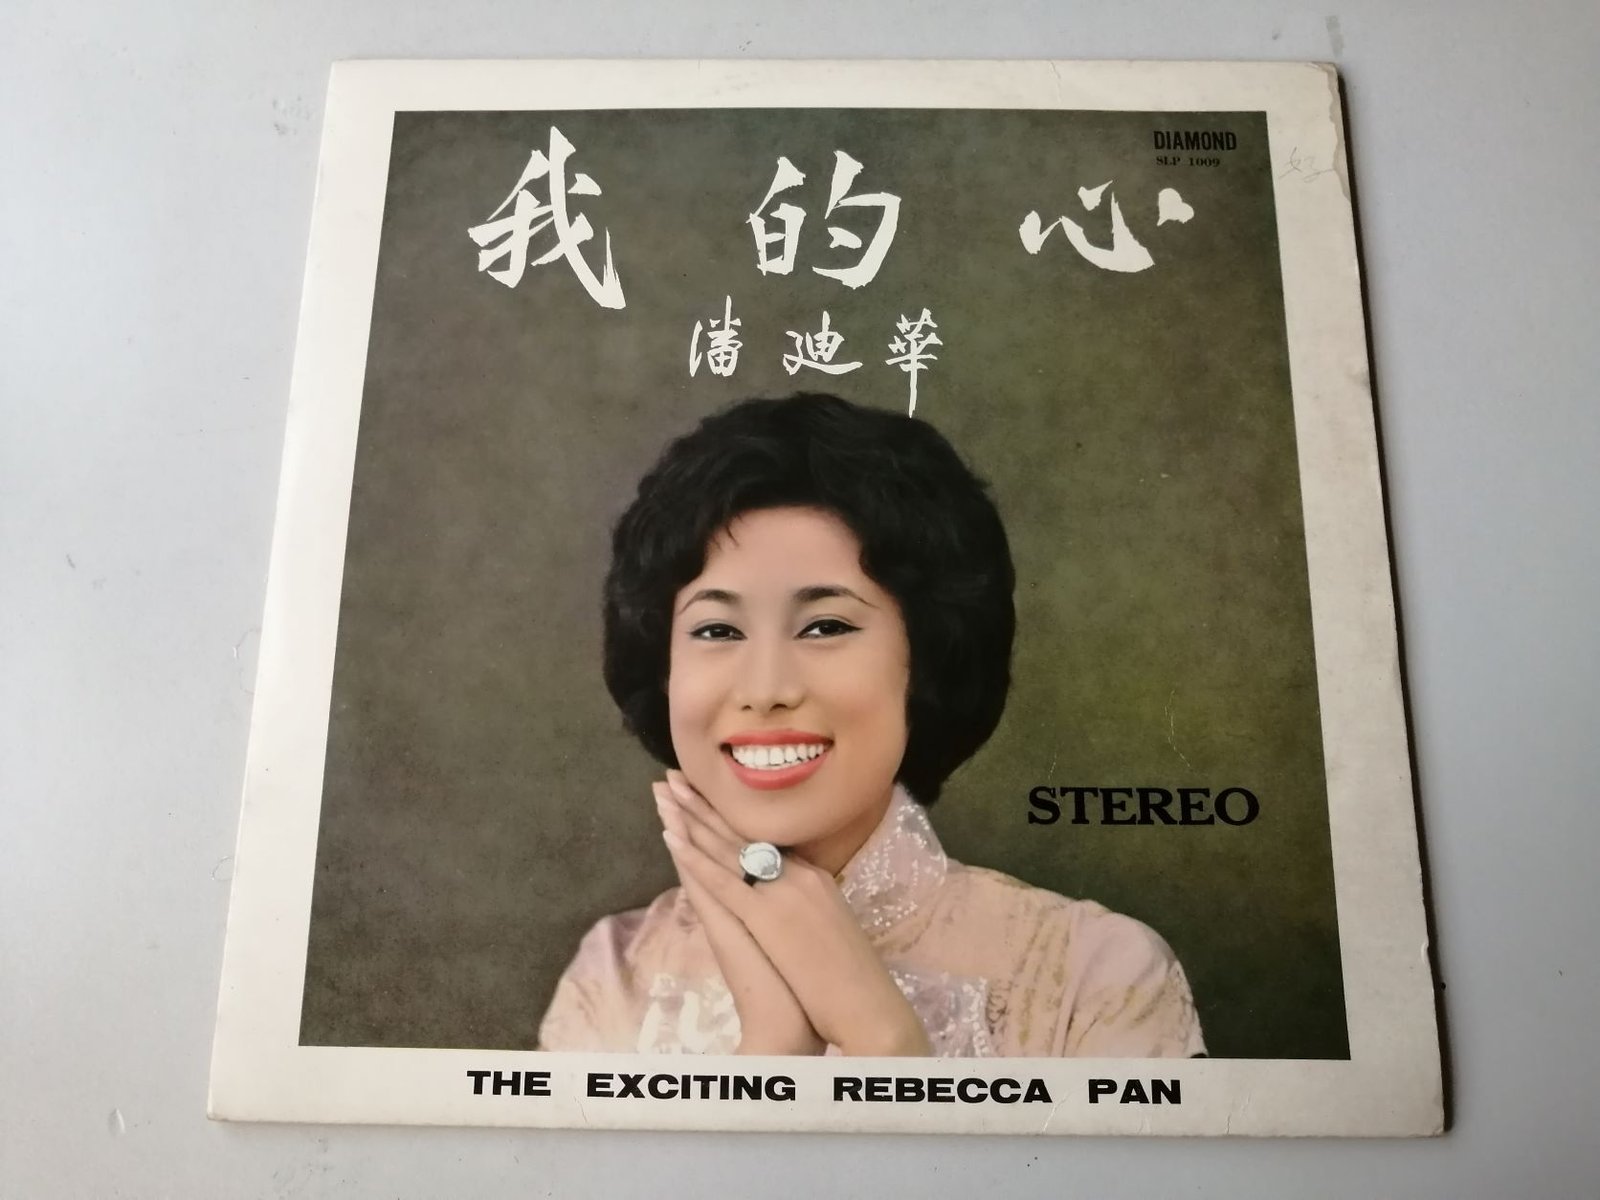 DIAMOND
SLP 1009
我的心
潘迪華
STEREO
THE EXCITING REBECCA PAN